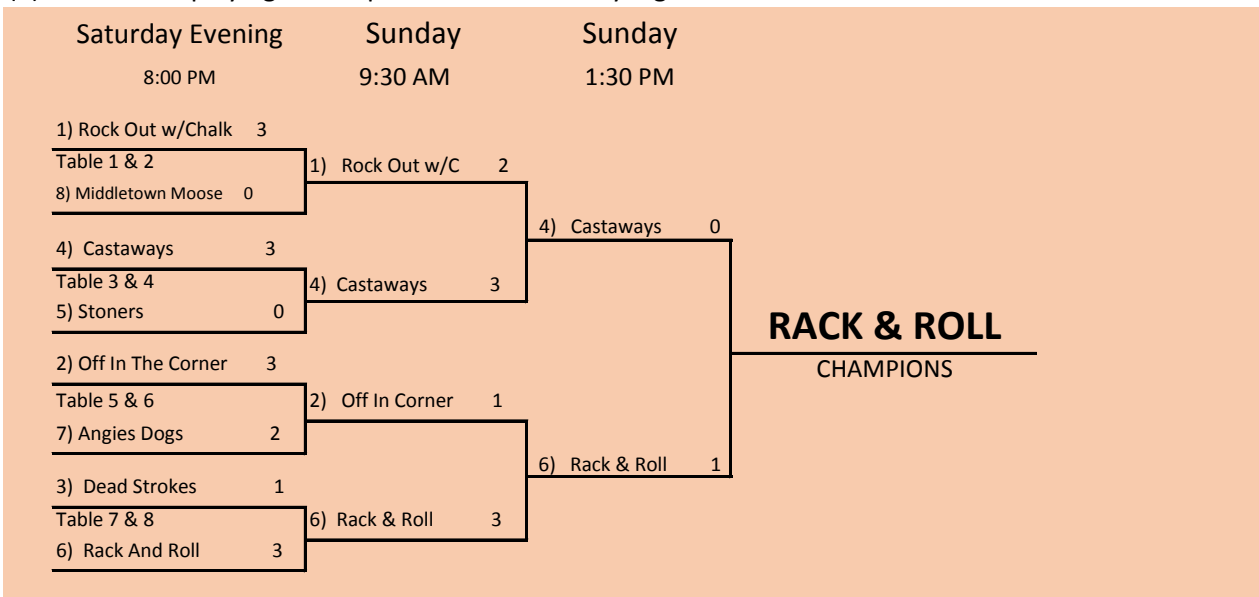 Saturday Evening Sunday Sunday
8:00 PM 9:30 AM 1:30 PM
1) Rock Out w/Chalk 3
Table 1 & 2
8) Middletown Moose 0
4) Castaways 3
Table 3 & 4
5) Stoners 0
2) Off In The Corner 3
Table 5 & 6
7) Angies Dogs 2
3) Dead Strokes 1
Table 7 & 8
6) Rack And Roll 3
1) Rock Out w/C 2
4) Castaways 3
2) Off In Corner 1
6) Rack & Roll 3
4) Castaways 0
6) Rack & Roll 1
RACK & ROLL
CHAMPIONS